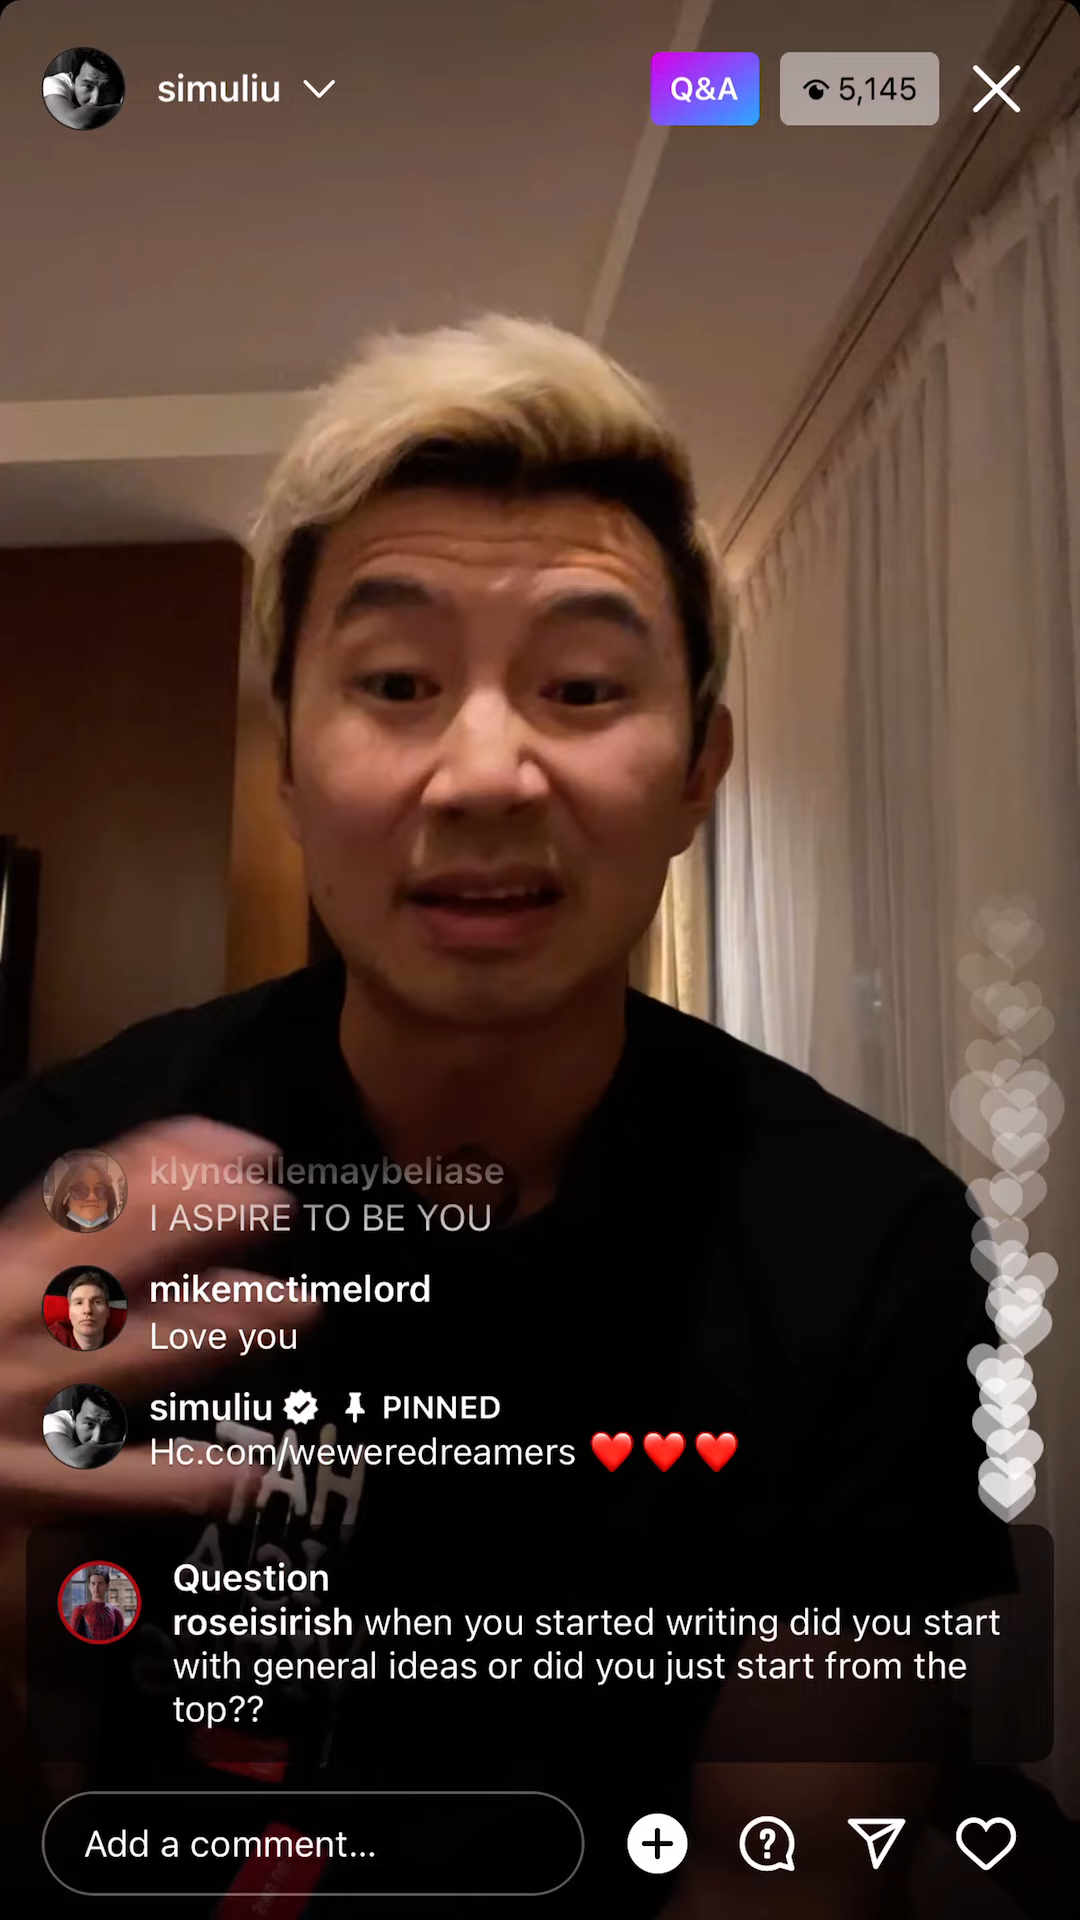 simuliu
Q&A
5,145
klyndellemaybeliase
I ASPIRE TO BE YOU
mikemctimelord
Love you
simuliu PINNED
Hc.com/weweredreamers ❤️❤️❤️
Question
roseisirish when you started writing did you start
with general ideas or did you just start from the
top??
Add a comment...